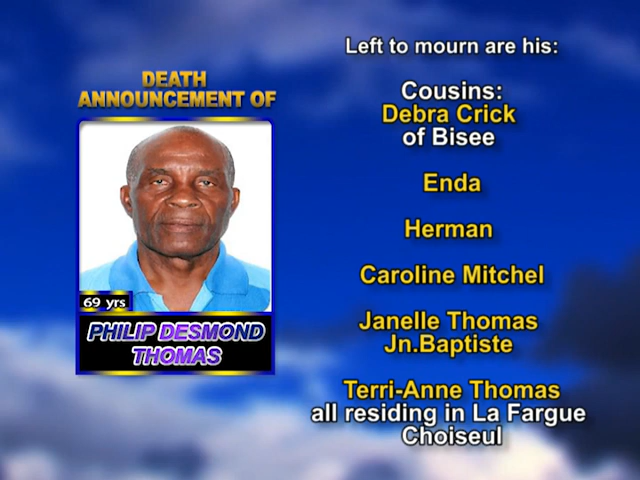 DEATH
ANNOUNCEMENT OF
69 yrs
PHILIP DESMOND
THOMAS
Left to mourn are his:
Cousins:
Debra Crick
of Bisee
Enda
Herman
Caroline Mitchel
Janelle Thomas
Jn.Baptiste
Terri-Anne Thomas
all residing in La Fargue
Choiseul